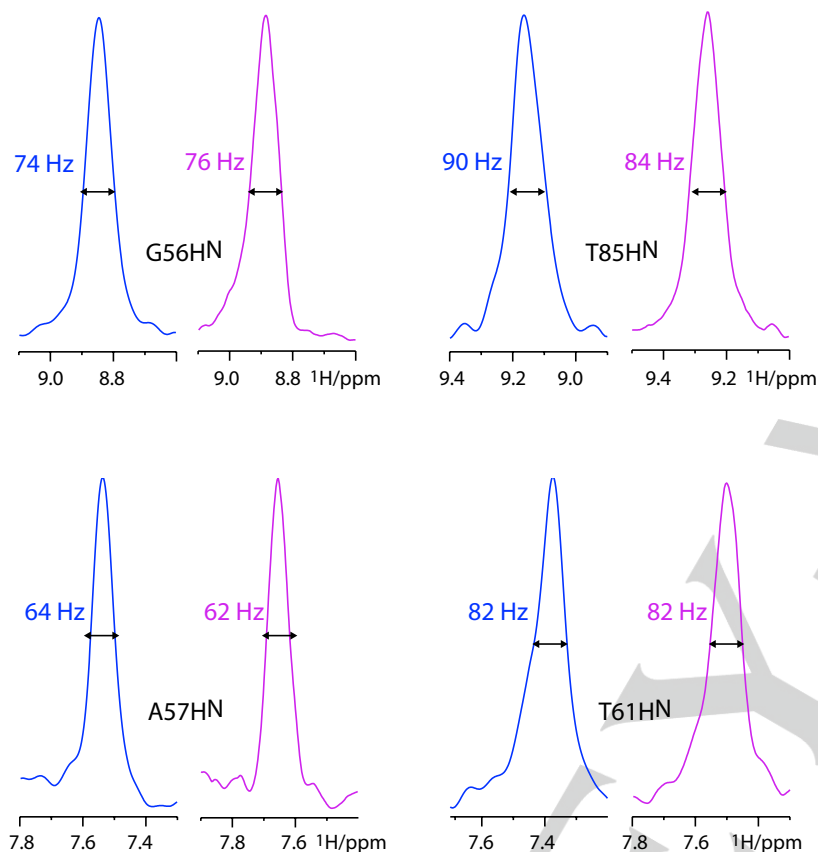 74 Hz 76 Hz 90 Hz 84 Hz
G56HN T85HN
9.0 8.8 9.0 8.8 1H/ppm 9.4 9.2 9.0 9.4 9.2 1H/ppm
64 Hz 62 Hz 82 Hz 82 Hz
A57HN T61HN
7.8 7.6 7.4 7.8 7.6 1H/ppm 7.6 7.4 7.8 7.6 1H/ppm